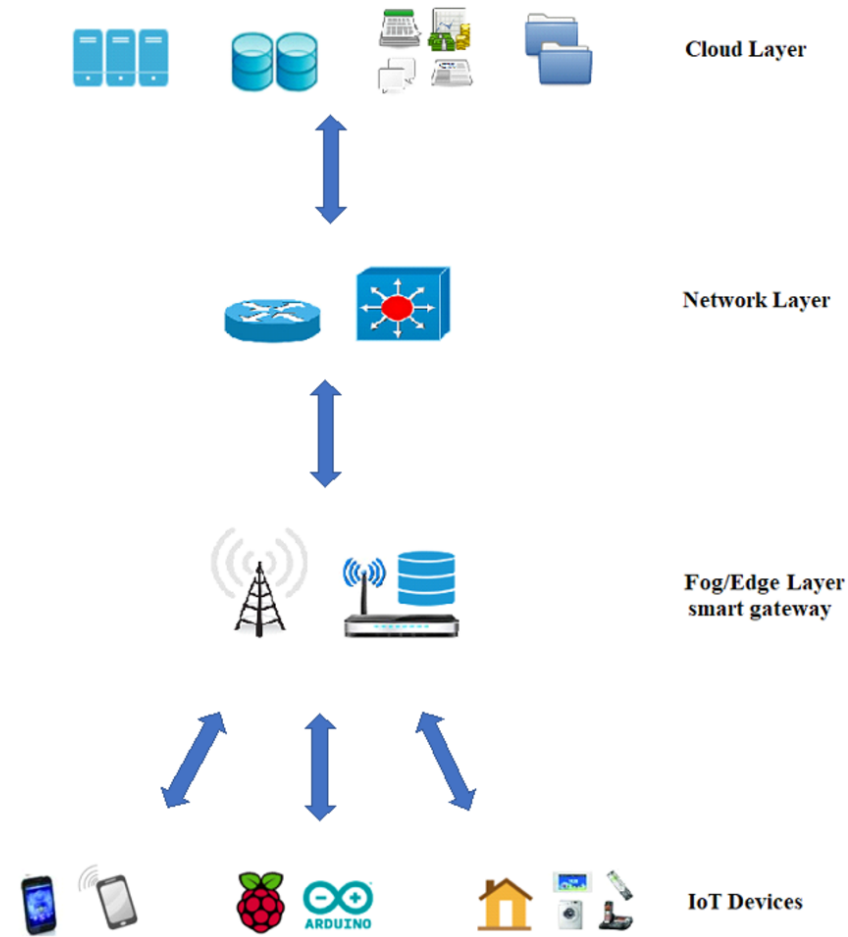 Cloud Layer
Network Layer
Fog/Edge Layer
smart gateway
ARDUINO
IoT Devices